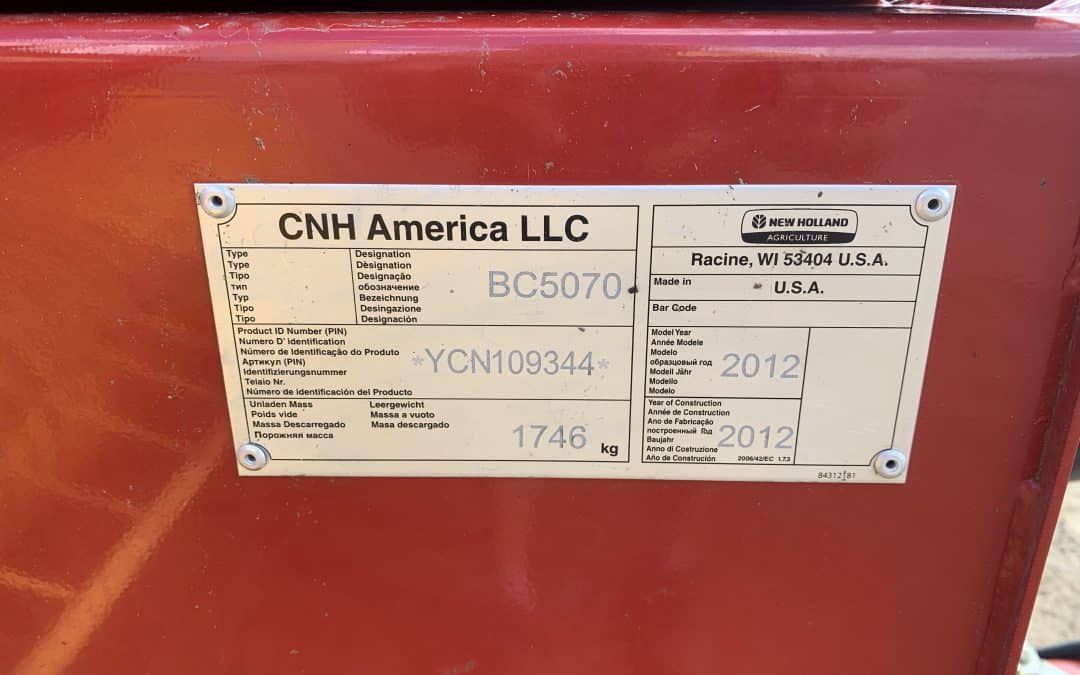 CNH America LLC
Type Designation
Type Dèsignation
Tipo Designação
тип обозначение
Typ Bezeichnung
Tipo Desingazione
Tipo Designación
BC5070
Product ID Number (PIN)
Numero D' identification
Número de Identificação do Produto
Артикул (PIN)
Identifizierungsnummer
Telaio Nr.
Número de identificación del Producto
*YCN109344*
Unladen Mass Leergewicht
Poids vide Massa a vuoto
Massa Descarregado Masa descargado
Порожняя масса
1746 kg
NEW HOLLAND
AGRICULTURE
Racine, WI 53404 U.S.A.
Made in U.S.A.
Bar Code
Model Year
Année Modele
Modelo
образцовый год
Modell Jähr
Modello
Modelo
2012
Year of Construction
Année de Construction
Ano de Fabricação
построенный Год
Baujahr
Anno di Costruzione
Año de Construción
2012
2006/42/EC 1.7.3